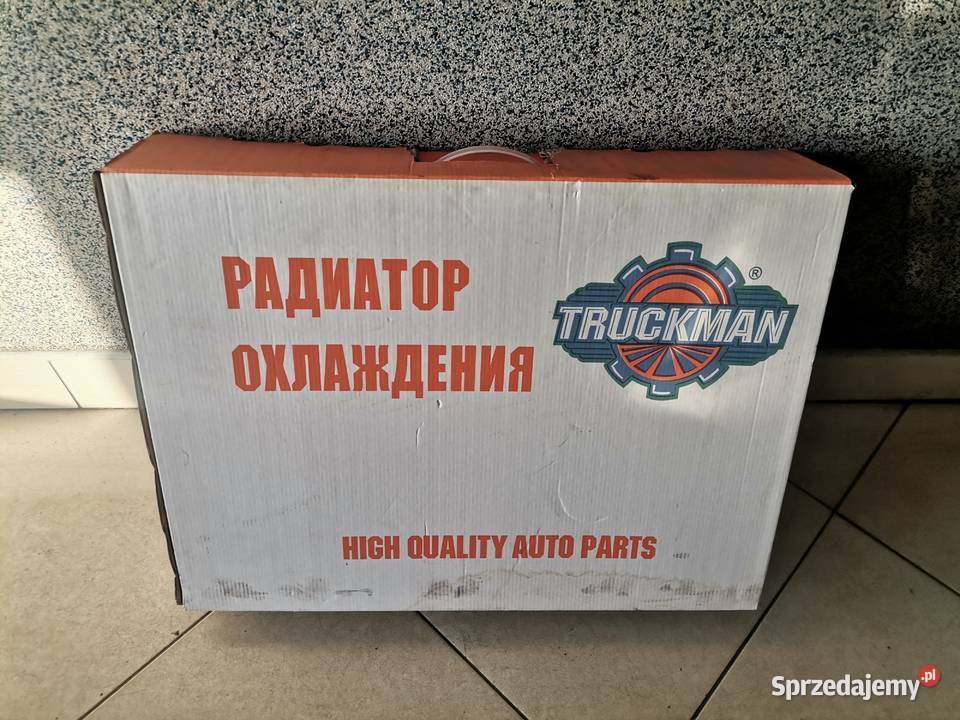 РАДИАТОР
ОХЛАЖДЕНИЯ
TRUCKMAN ®
HIGH QUALITY AUTO PARTS
Sprzedajemy.pl